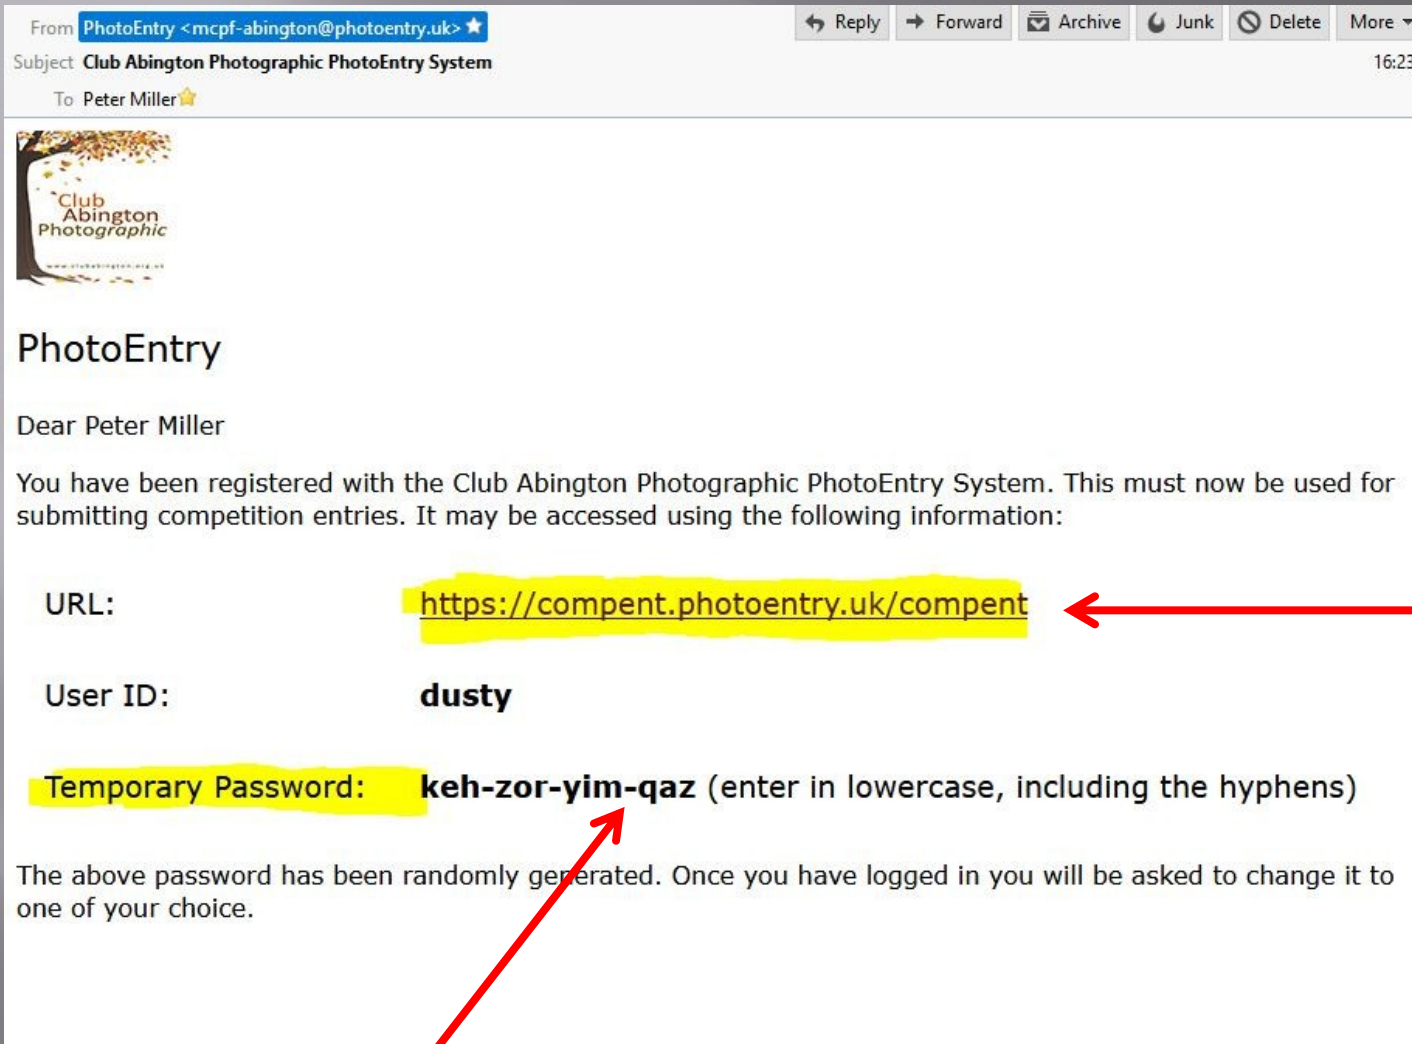 From PhotoEntry <mcpf-abington@photoentry.uk> Reply Forward Archive Junk Delete More
Subject Club Abington Photographic PhotoEntry System 16:23
To Peter Miller
Club
Abington
Photographic
PhotoEntry
Dear Peter Miller
You have been registered with the Club Abington Photographic PhotoEntry System. This must now be used for
submitting competition entries. It may be accessed using the following information:
URL: https://compent.photoentry.uk/compent
User ID: dusty
Temporary Password: keh-zor-yim-qaz (enter in lowercase, including the hyphens)
The above password has been randomly generated. Once you have logged in you will be asked to change it to
one of your choice.